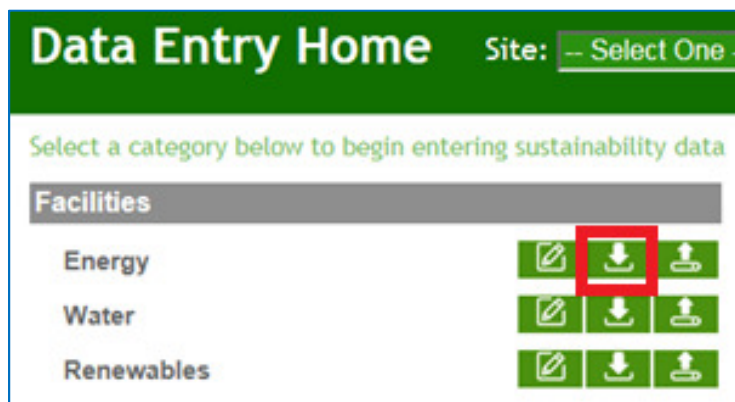 Data Entry Home
Site: -- Select One -
Select a category below to begin entering sustainability data
Facilities
Energy
Water
Renewables